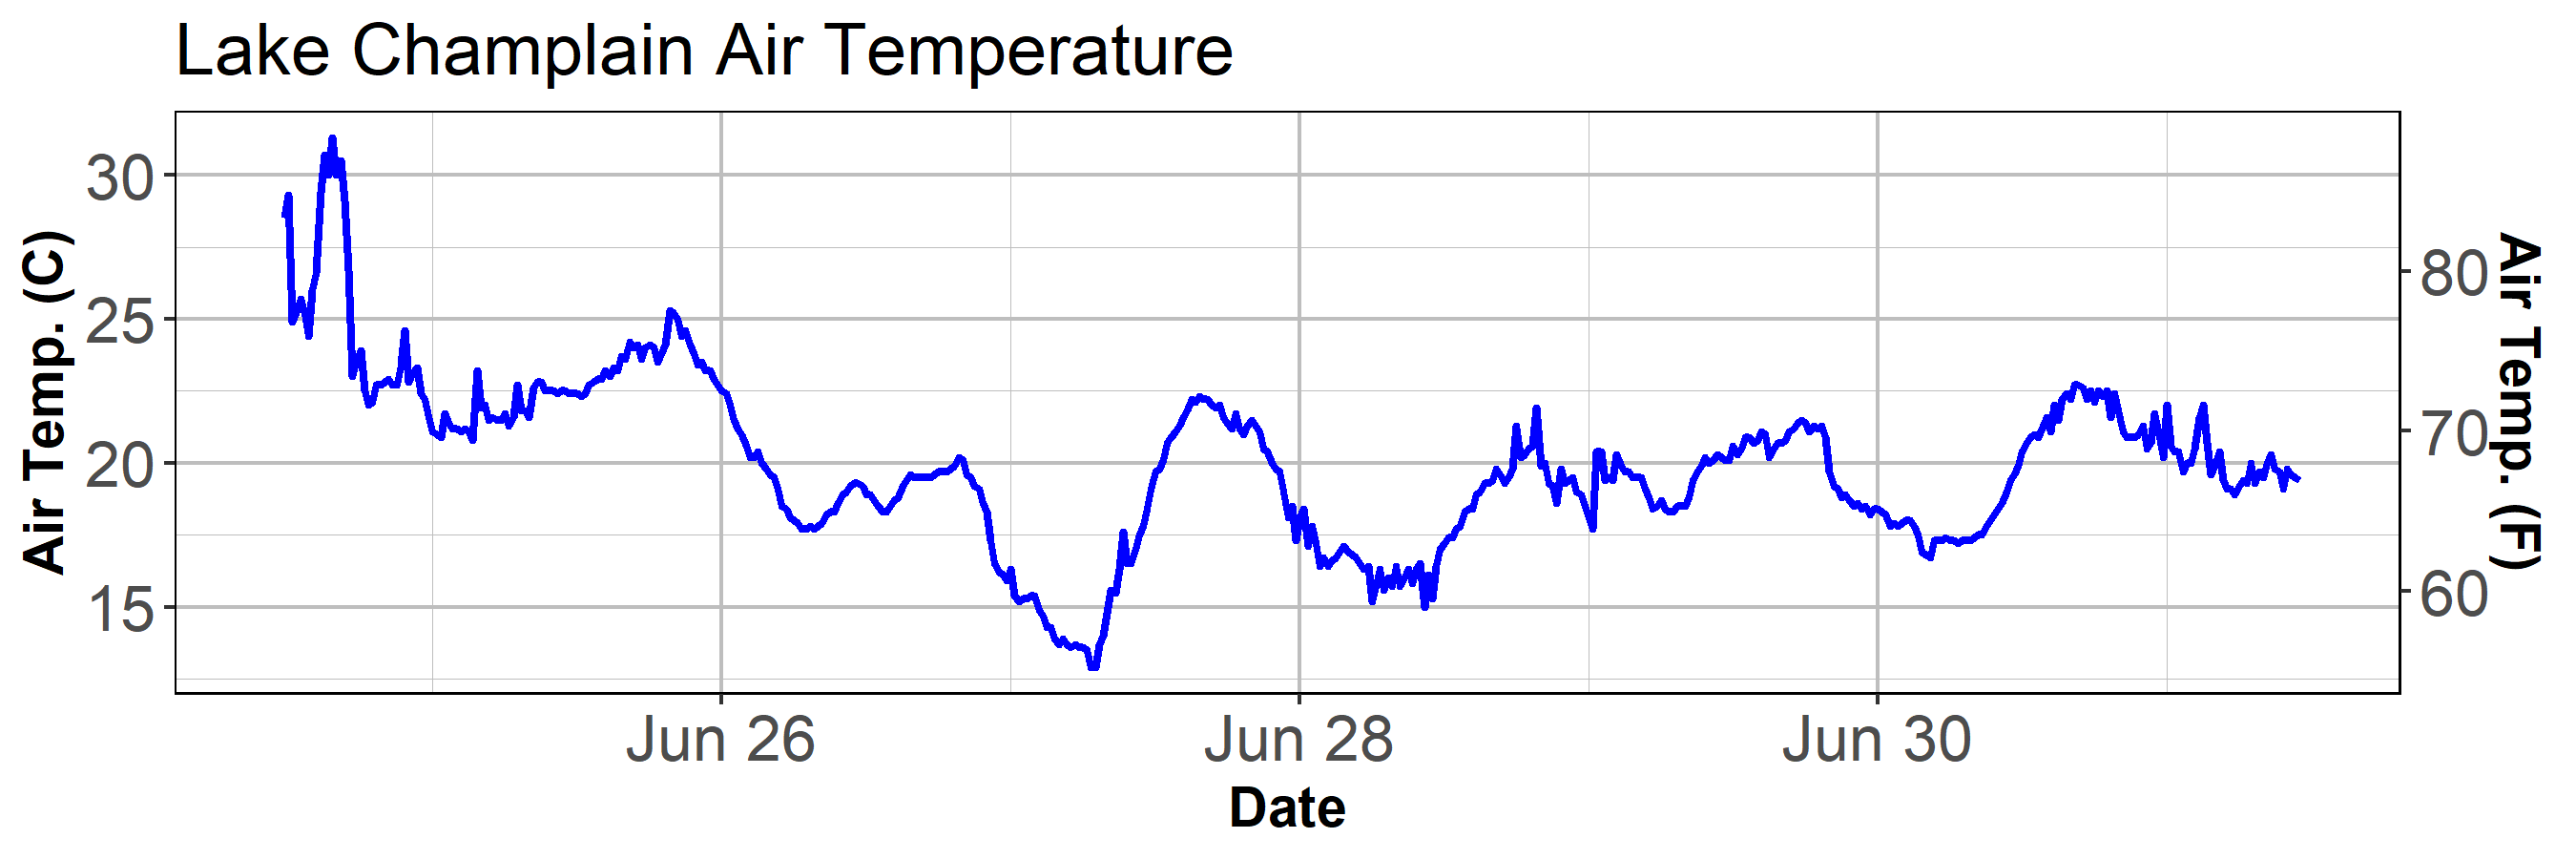 Lake Champlain Air Temperature
Air Temp. (C)
30
25
20
15
80
70
60
Air Temp. (F)
Jun 26
Jun 28
Jun 30
Date